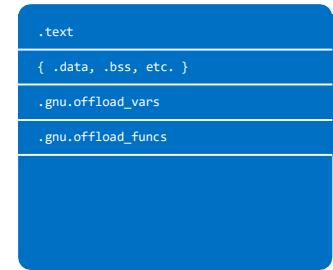 .text
{ .data, .bss, etc. }
.gnu.offload_vars
.gnu.offload_funcs